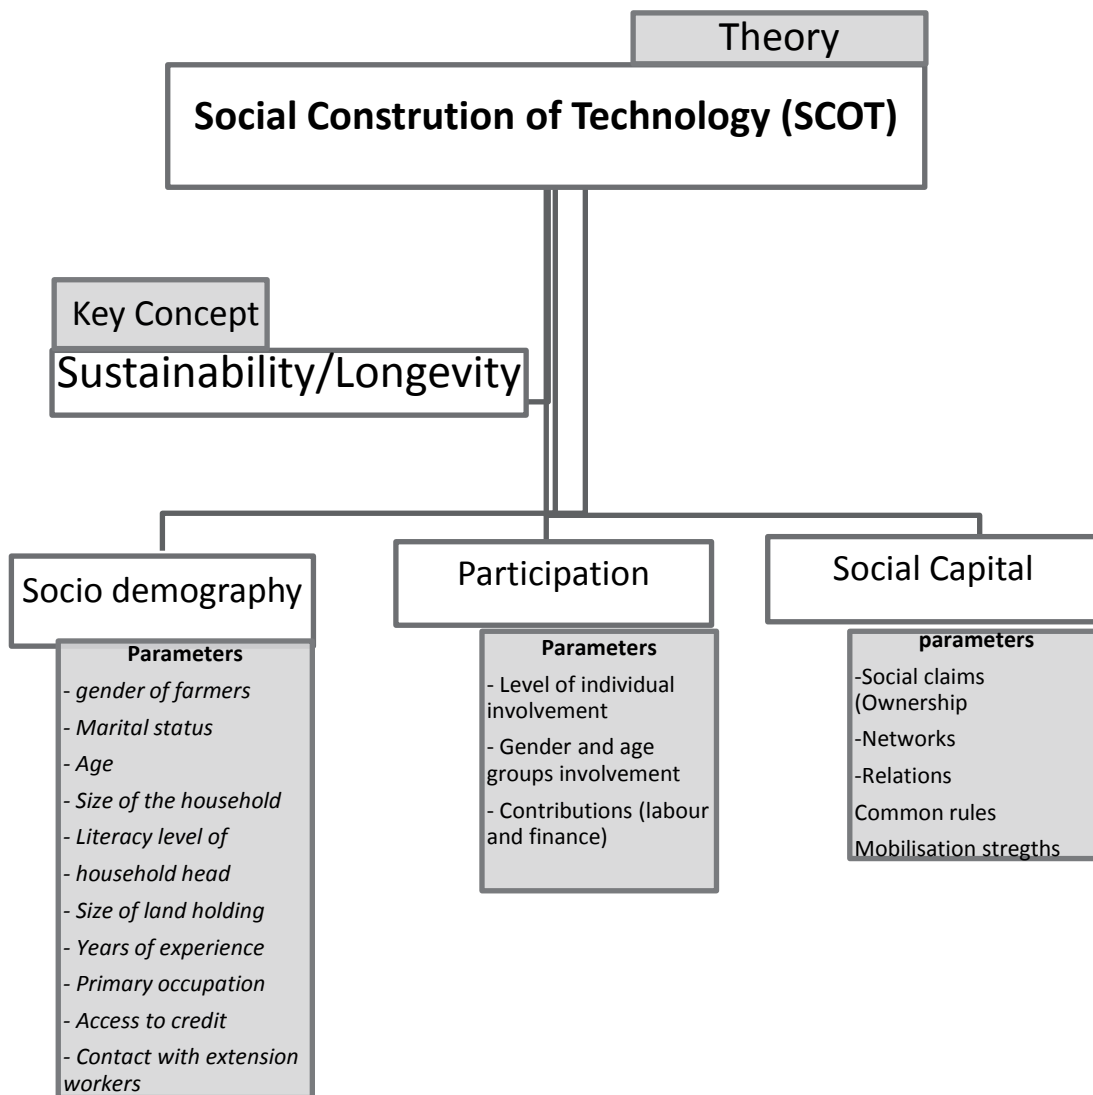 Theory
Social Constrution of Technology (SCOT)
Key Concept
Sustainability/Longevity
Socio demography
Parameters
- gender of farmers
- Marital status
- Age
- Size of the household
- Literacy level of
- household head
- Size of land holding
- Years of experience
- Primary occupation
- Access to credit
- Contact with extension
workers
Participation
Parameters
- Level of individual
involvement
- Gender and age
groups involvement
- Contributions (labour
and finance)
Social Capital
parameters
-Social claims
(Ownership
-Networks
-Relations
Common rules
Mobilisation stregths